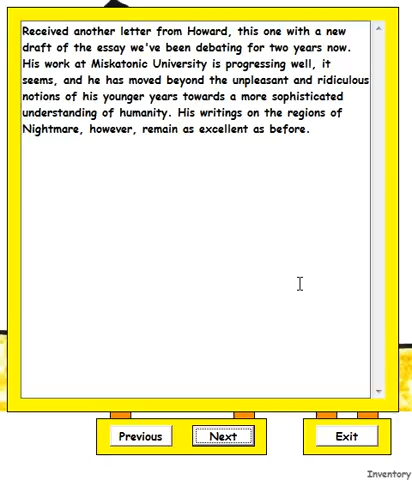 Received another letter from Howard, this one with a new
draft of the essay we've been debating for two years now.
His work at Miskatonic University is progressing well, it
seems, and he has moved beyond the unpleasant and ridiculous
notions of his younger years towards a more sophisticated
understanding of humanity. His writings on the regions of
Nightmare, however, remain as excellent as before.
Previous
Next
Exit
Inventory